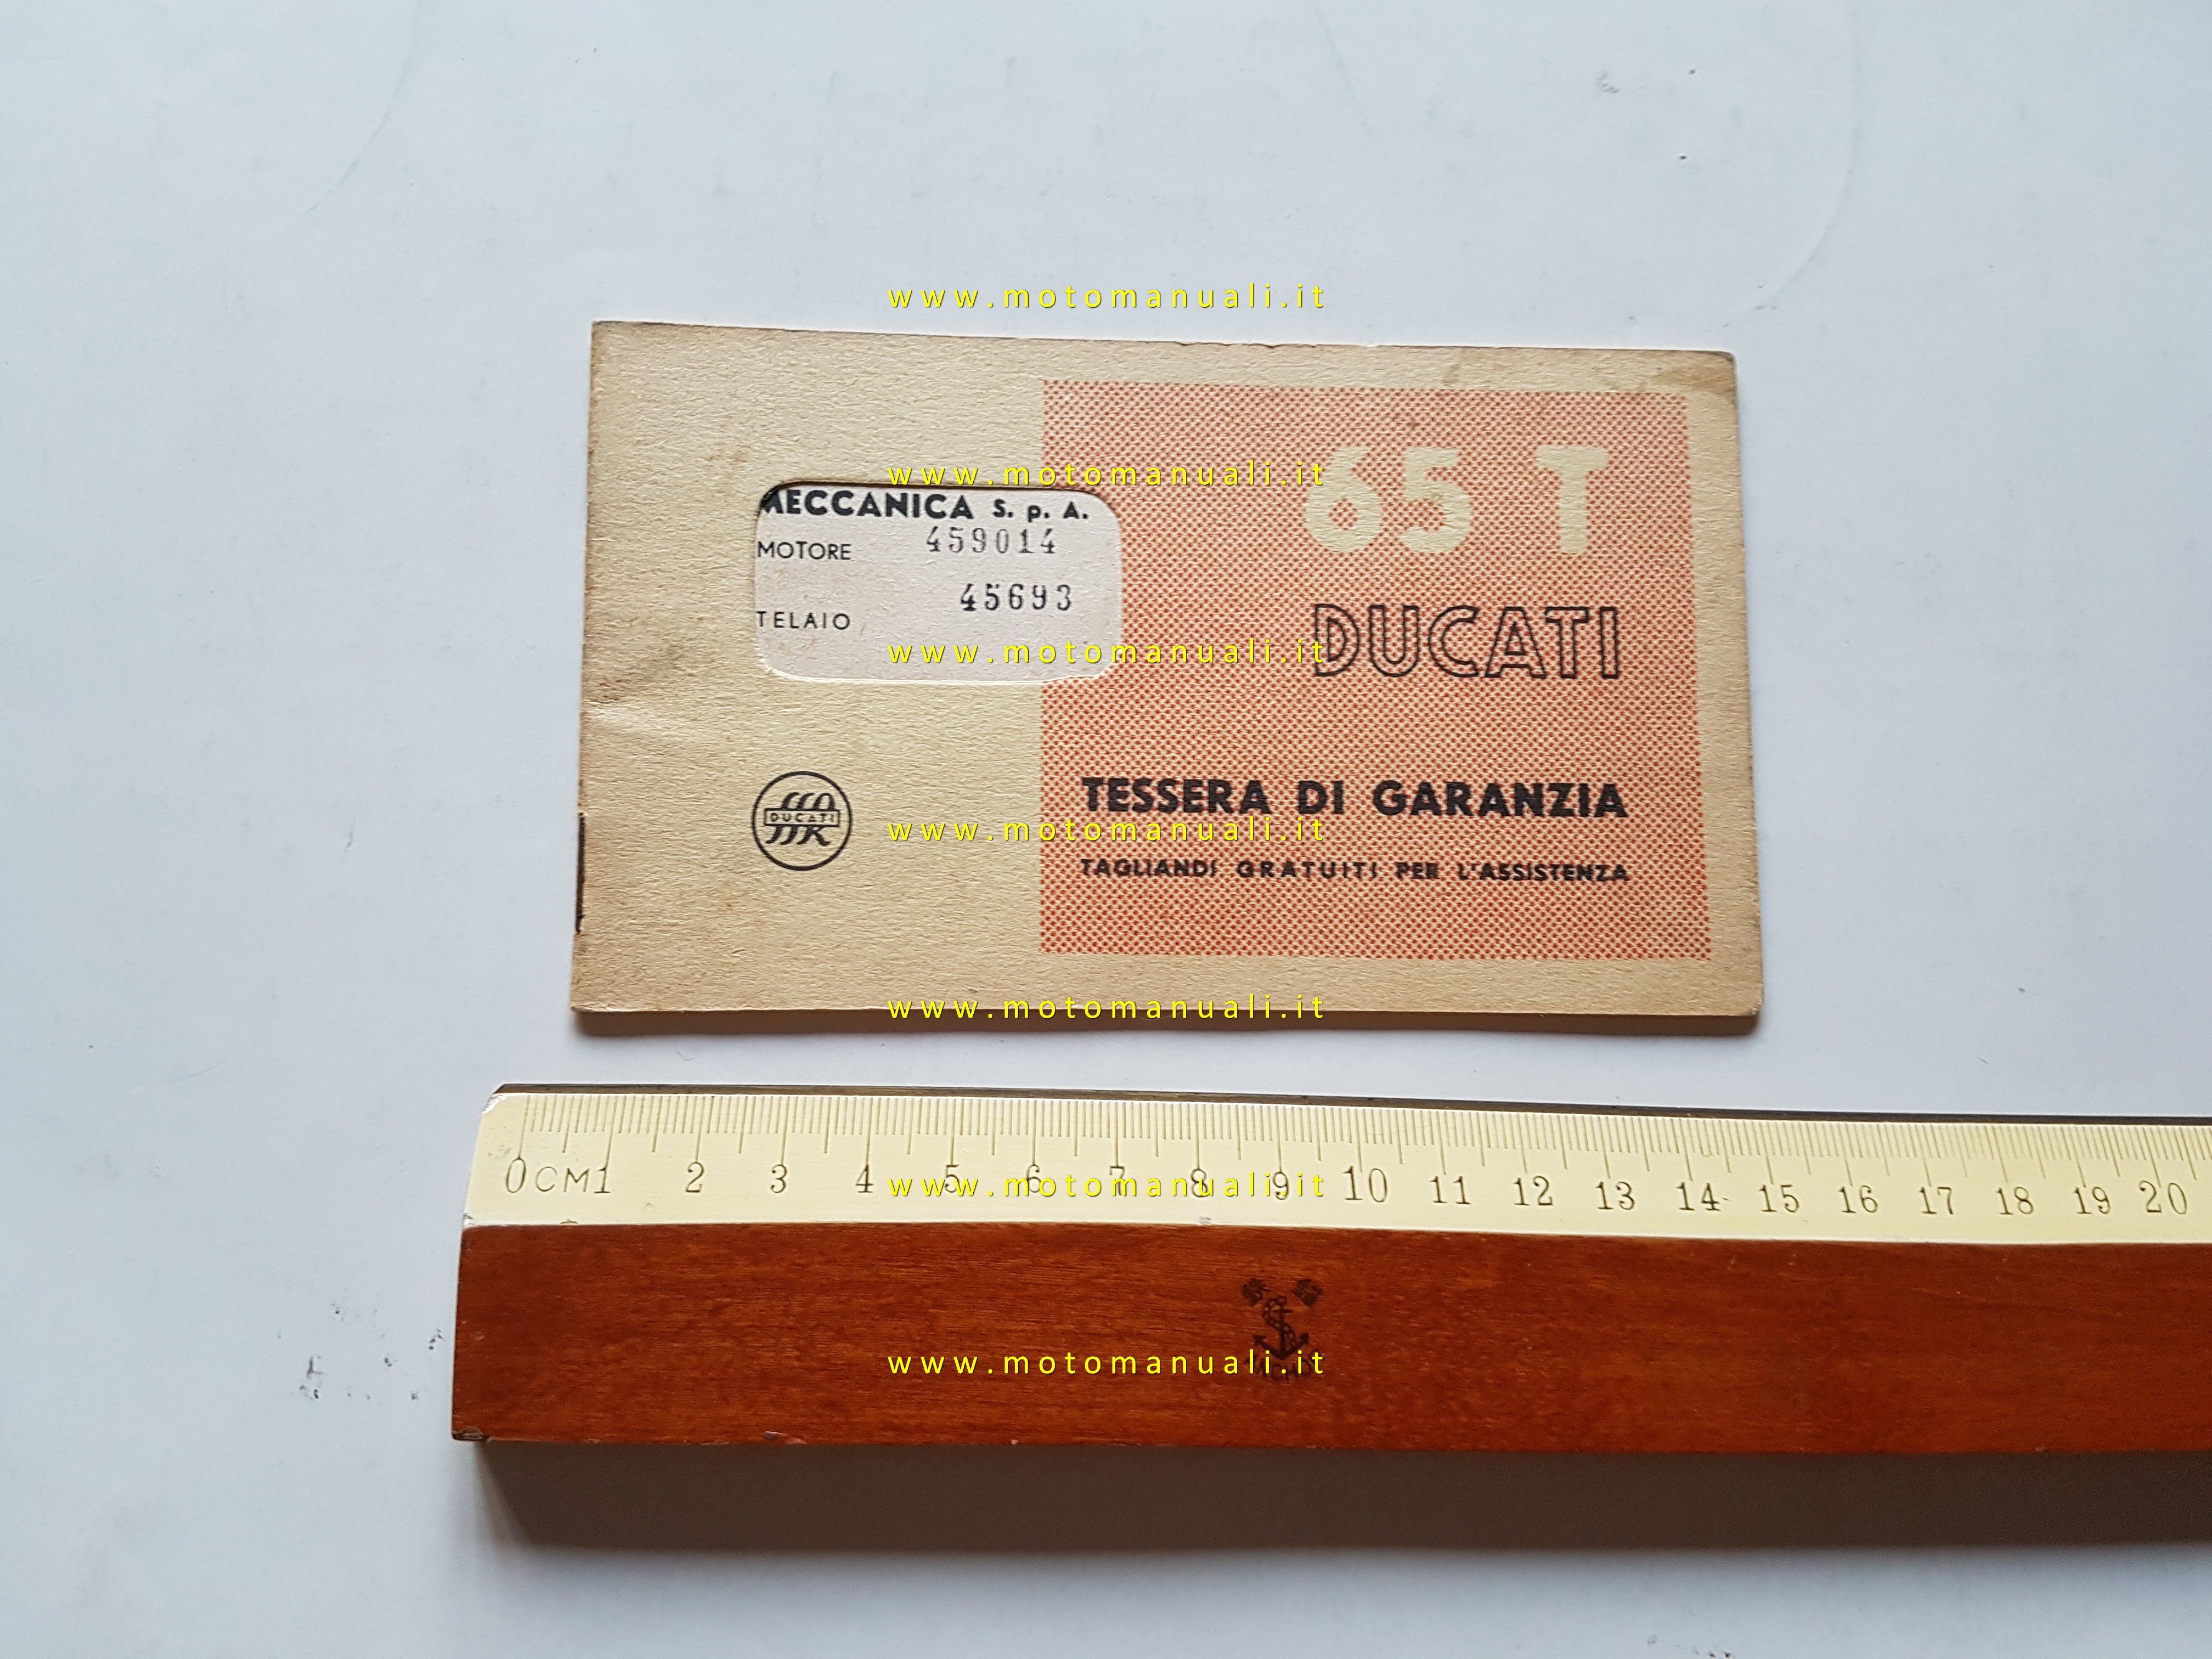 www.motomanuali.it
65 T
www.motomanuali.it
MECCANICA S. p. A.
MOTORE 459014
TELAIO 45693
DUCATI
www.motomanuali.it
TESSERA DI GARANZIA
DUCATI
www.motomanuali.it
TAGLIANDI GRATUITI PER L'ASSISTENZA
www.motomanuali.it
0 CM 1 2 3 4 5 6 7 8 9 10 11 12 13 14 15 16 17 18 19 20
www.motomanuali.it
www.motomanuali.it